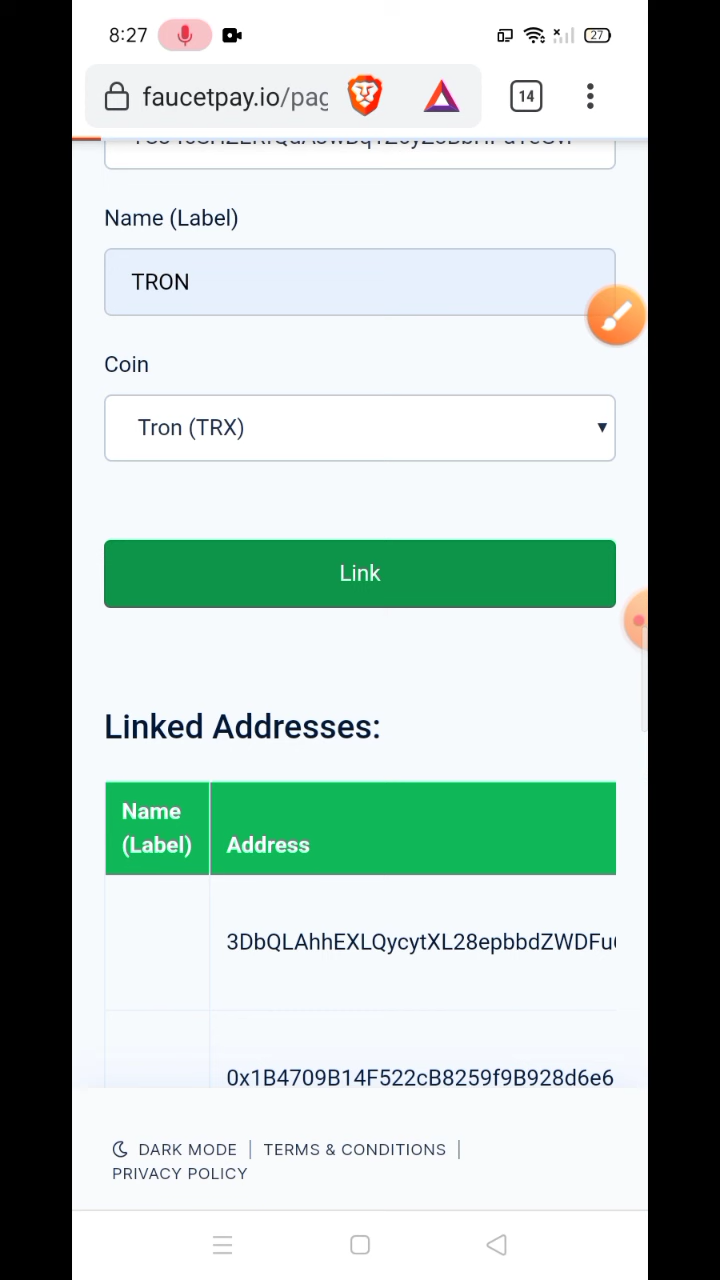 8:27
27
faucetpay.io/pag
14
Name (Label)
TRON
Coin
Tron (TRX)
Link
Linked Addresses:
Name
(Label)
Address
3DbQLAhhEXLQycytXL28epbbdZWDFu
0x1B4709B14F522cB8259f9B928d6e6
DARK MODE | TERMS & CONDITIONS |
PRIVACY POLICY